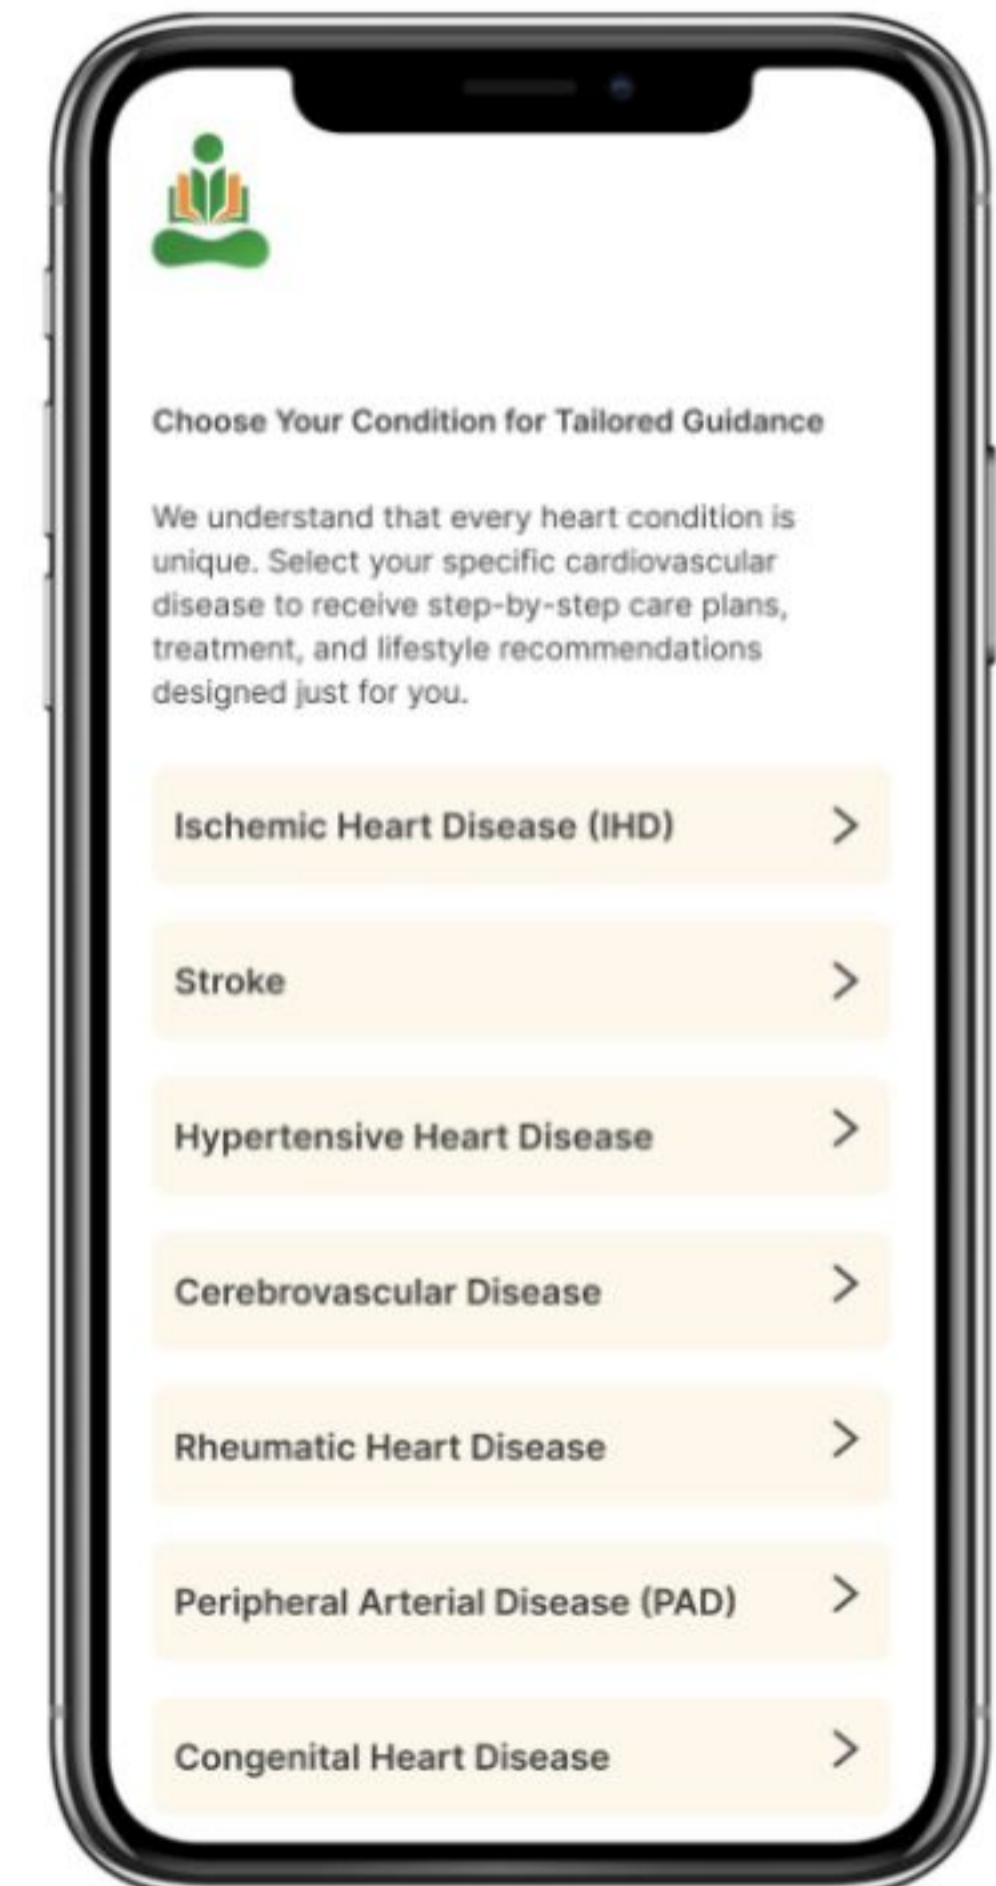 Choose Your Condition for Tailored Guidance
We understand that every heart condition is
unique. Select your specific cardiovascular
disease to receive step-by-step care plans,
treatment, and lifestyle recommendations
designed just for you.
Ischemic Heart Disease (IHD)
Stroke
Hypertensive Heart Disease
Cerebrovascular Disease
Rheumatic Heart Disease
Peripheral Arterial Disease (PAD)
Congenital Heart Disease